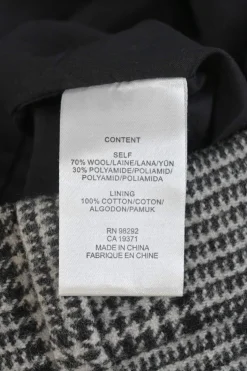 CONTENT
SELF
70% WOOL/LAINE/LANA/YÜN
30% POLYAMIDE/POLIAMID/
POLYAMID/POLIAMIDA
LINING
100% COTTON/COTON/
ALGODON/PAMUK
RN 98292
CA 19371
MADE IN CHINA
FABRIQUE EN CHINE